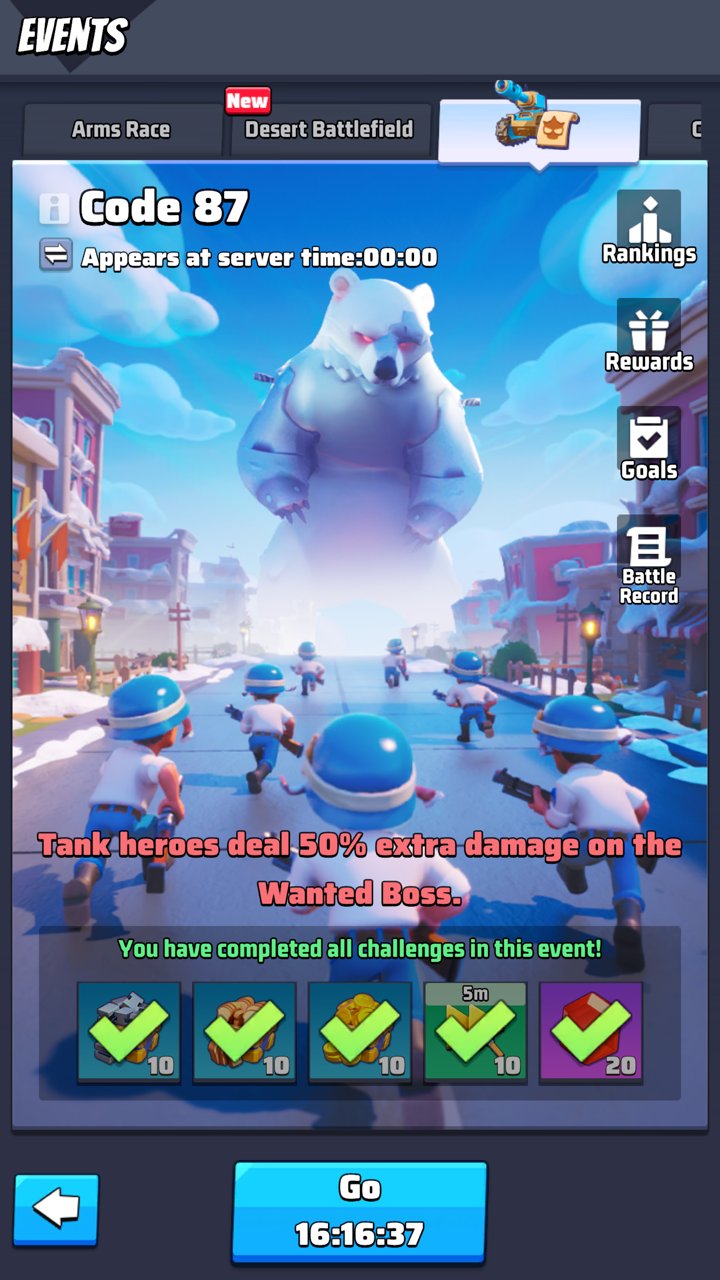 EVENTS
New
Arms Race
Desert Battlefield
Code 87
Appears at server time:00:00
Rankings
Rewards
Goals
Battle
Record
Tank heroes deal 50% extra damage on the
Wanted Boss.
You have completed all challenges in this event!
5m
10
10
10
10
20
Go
16:16:37